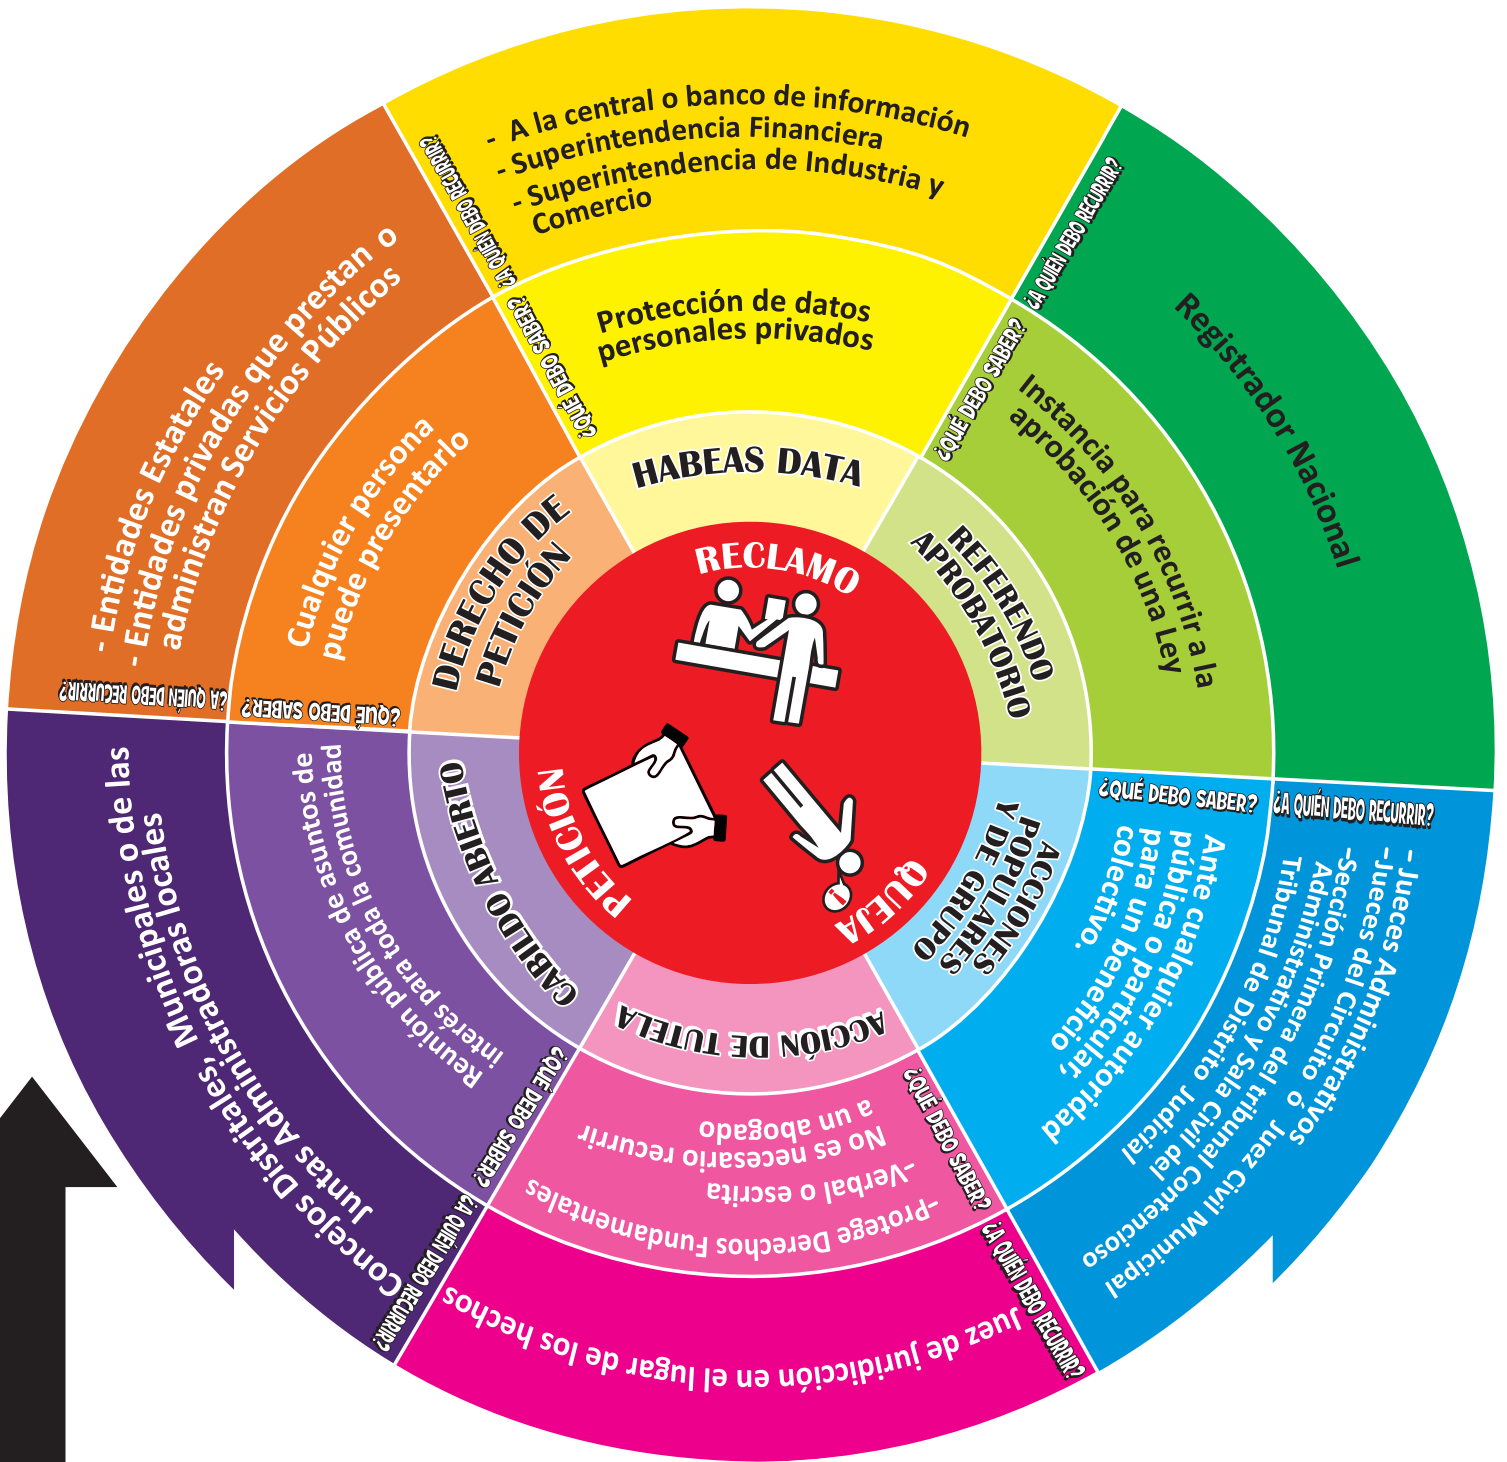 RECLAMO
QUEJA
PETICIÓN
HABEAS DATA
¿QUÉ DEBO SABER?
Protección de datos
personales privados
¿A QUIÉN DEBO RECURRIR?
- A la central o banco de información
- Superintendencia Financiera
- Superintendencia de Industria y
Comercio
REFERENDO
APROBATORIO
¿QUÉ DEBO SABER?
Instancia para recurrir a la
aprobación de una Ley
¿A QUIÉN DEBO RECURRIR?
Registrador Nacional
ACCIONES
POPULARES
Y DE GRUPO
¿QUÉ DEBO SABER?
Ante cualquier autoridad
pública o particular,
para un beneficio
colectivo.
¿A QUIÉN DEBO RECURRIR?
-Jueces Administrativos
-Jueces del Circuito ó Juez Civil Municipal
-Sección Primera del tribunal Contencioso
Administrativo y Sala Civil del
Tribunal de Distrito Judicial
ACCIÓN DE TUTELA
¿QUÉ DEBO SABER?
-Protege Derechos Fundamentales
-Verbal o escrita
No es necesario recurrir
a un abogado
¿A QUIÉN DEBO RECURRIR?
Juez de juridicción en el lugar de los hechos
CABILDO ABIERTO
¿QUÉ DEBO SABER?
Reunión pública de asuntos de
interés para toda la comunidad
¿A QUIÉN DEBO RECURRIR?
Concejos Distritales, Municipales o de las
Juntas Administradoras locales
DERECHO DE
PETICIÓN
¿QUÉ DEBO SABER?
Cualquier persona
puede presentarlo
¿A QUIÉN DEBO RECURRIR?
- Entidades Estatales
- Entidades privadas que prestan o
administran Servicios Públicos